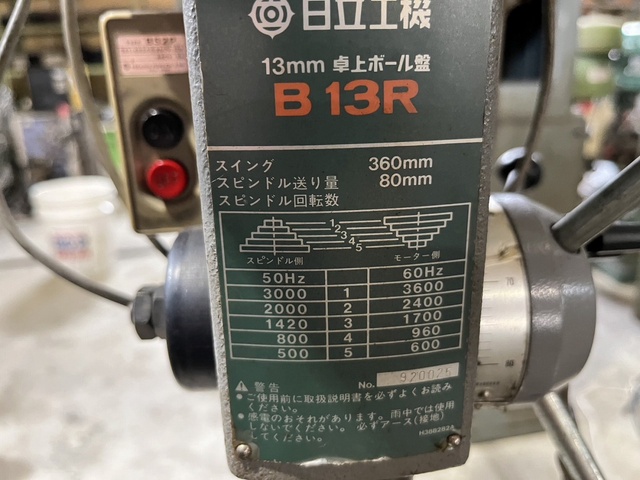 日立工機
13mm 卓上ボール盤
B 13R
スイング 360mm
スピンドル送り量 80mm
スピンドル回転数
1
2
3
4
5
スピンドル側 モーター側
50Hz 60Hz
3000 1 3600
2000 2 2400
1420 3 1700
800 4 960
500 5 600
警告 No. 920026
●ご使用前に取扱説明書を必ずよくお読み
ください。
●感電のおそれがあります。雨中では使用
しないでください。必ずアース(接地)
してください。
70
80